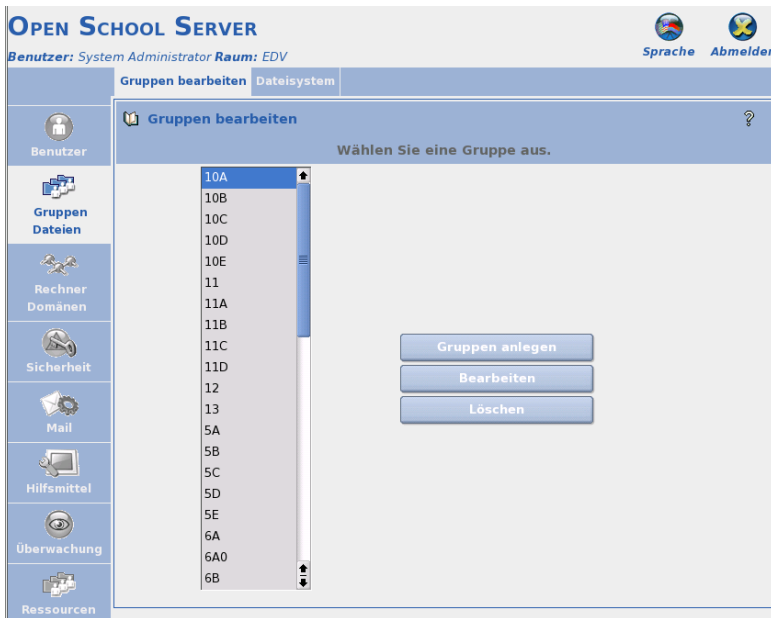 OPEN SCHOOL SERVER
Benutzer: System Administrator Raum: EDV
Sprache
Abmelden
Gruppen bearbeiten
Dateisystem
Benutzer
Gruppen
Dateien
Rechner
Domänen
Sicherheit
Mail
Hilfsmittel
Überwachung
Ressourcen
Gruppen bearbeiten
?
Wählen Sie eine Gruppe aus.
10A
10B
10C
10D
10E
11
11A
11B
11C
11D
12
13
5A
5B
5C
5D
5E
6A
6A0
6B
Gruppen anlegen
Bearbeiten
Löschen